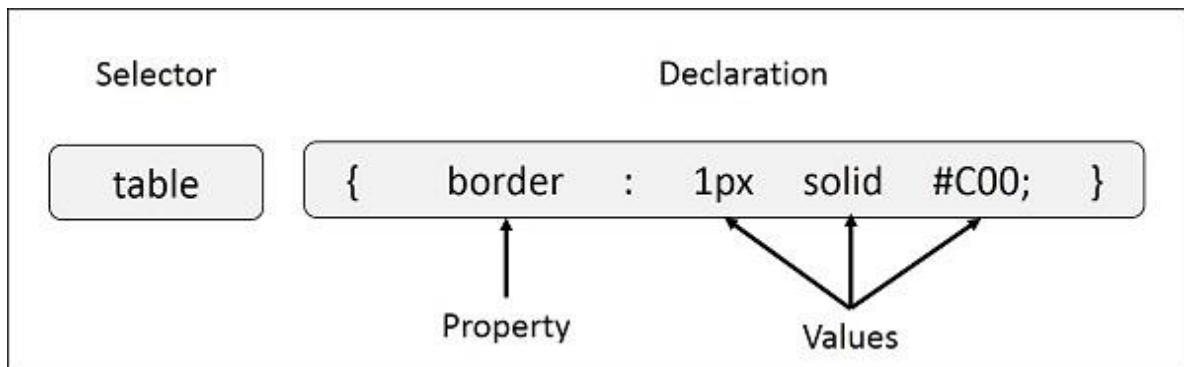 Selector Declaration
table { border : 1px solid #C00; }
Property Values